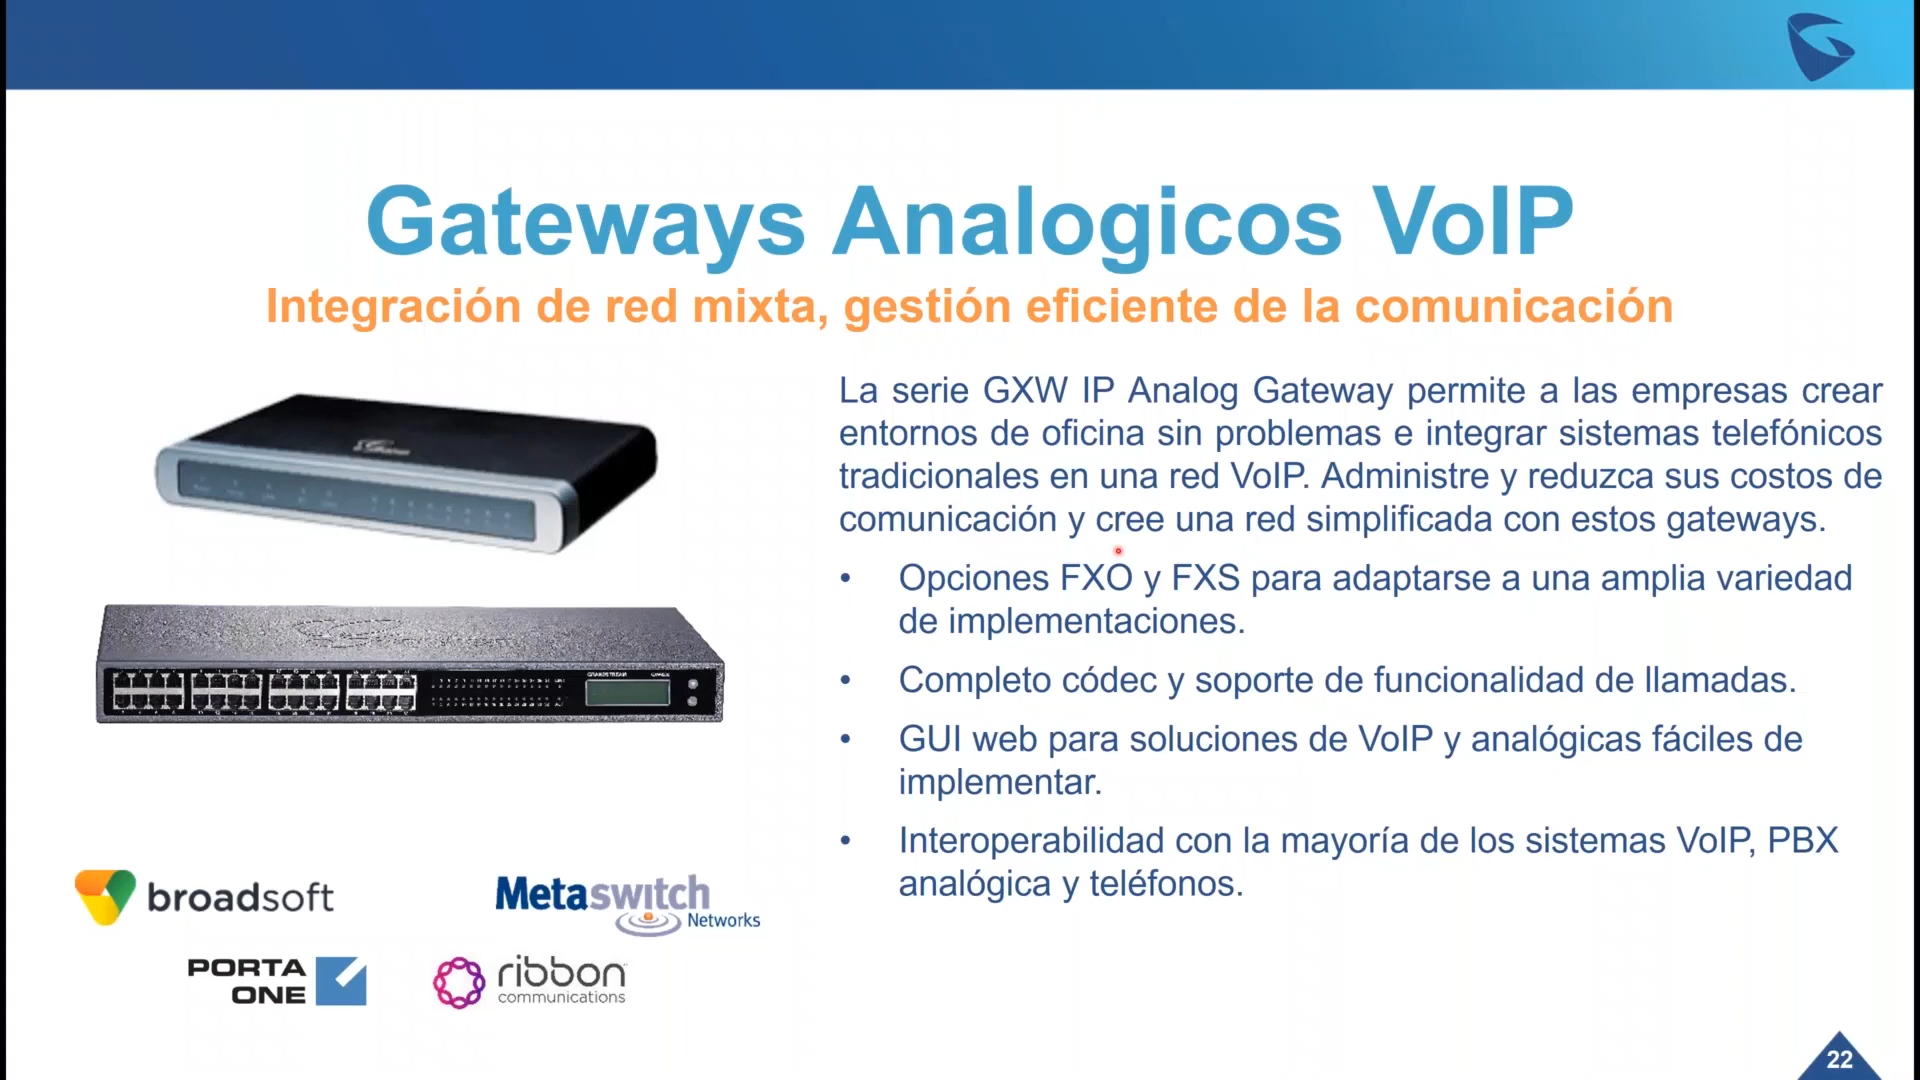 Gateways Analogicos VoIP
Integración de red mixta, gestión eficiente de la comunicación
La serie GXW IP Analog Gateway permite a las empresas crear
entornos de oficina sin problemas e integrar sistemas telefónicos
tradicionales en una red VoIP. Administre y reduzca sus costos de
comunicación y cree una red simplificada con estos gateways.
• Opciones FXO y FXS para adaptarse a una amplia variedad
de implementaciones.
• Completo códec y soporte de funcionalidad de llamadas.
• GUI web para soluciones de VoIP y analógicas fáciles de
implementar.
• Interoperabilidad con la mayoría de los sistemas VoIP, PBX
analógica y teléfonos.
GRANDSTREAM
broadsoft
Metaswitch
Networks
PORTA
ONE
ribbon
communications
22